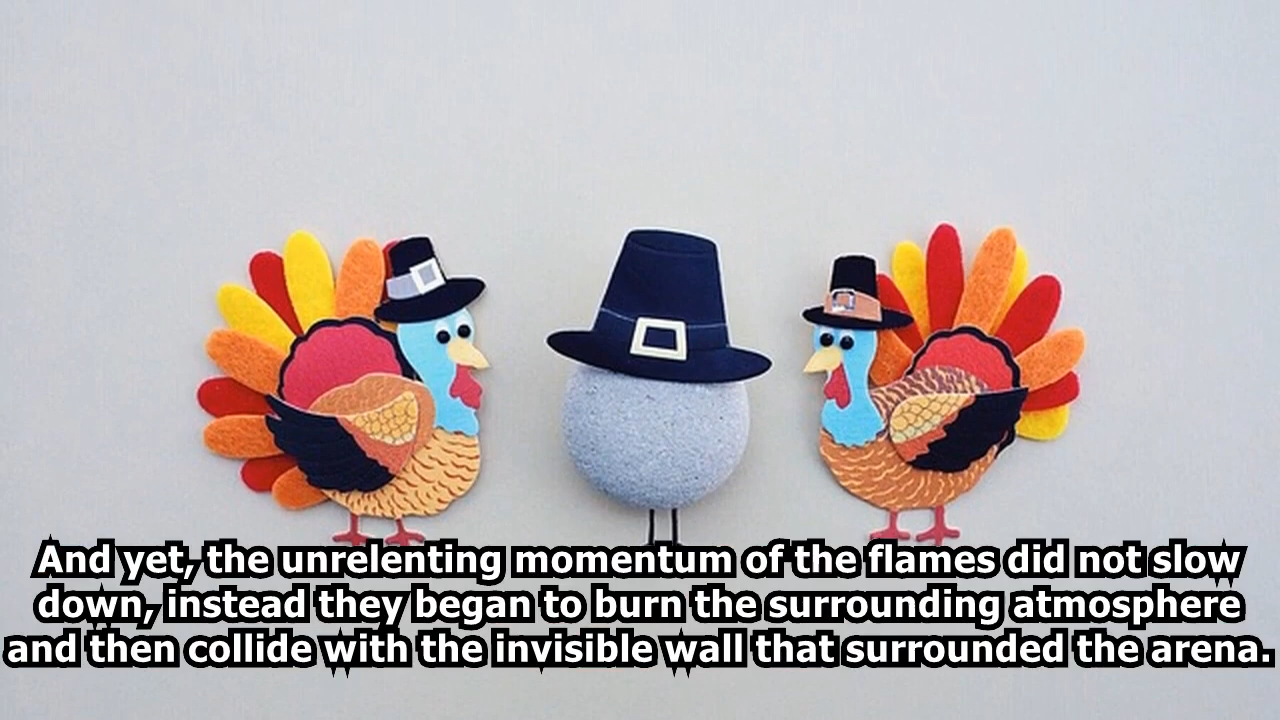 And yet, the unrelenting momentum of the flames did not slow
down, instead they began to burn the surrounding atmosphere
and then collide with the invisible wall that surrounded the arena.